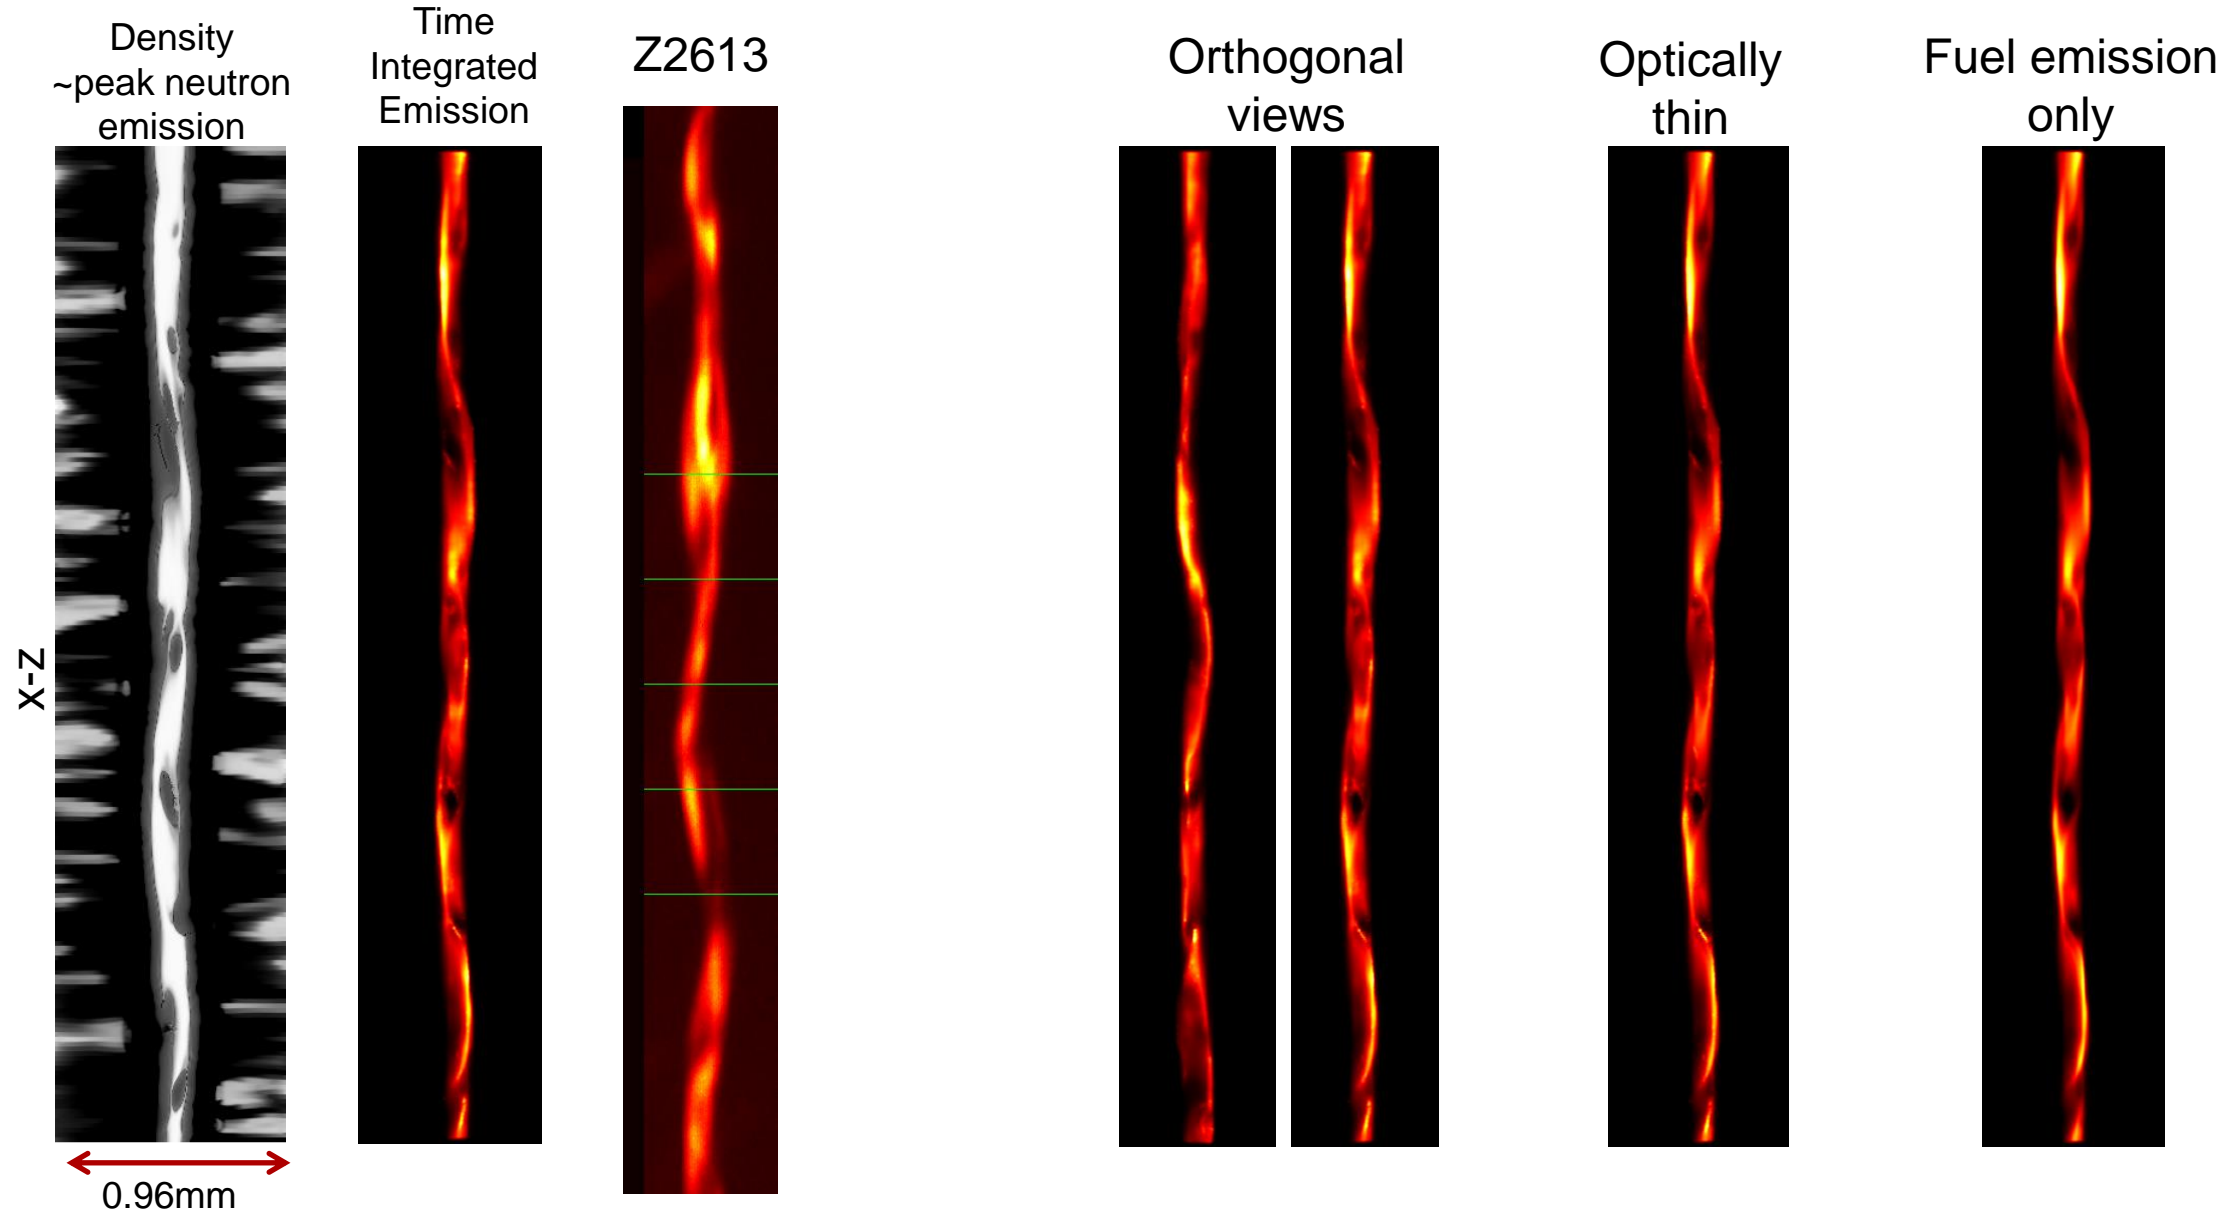 Density
~peak neutron
emission
Time
Integrated
Emission
Z2613
Orthogonal
views
Optically
thin
Fuel emission
only
x-z
0.96mm